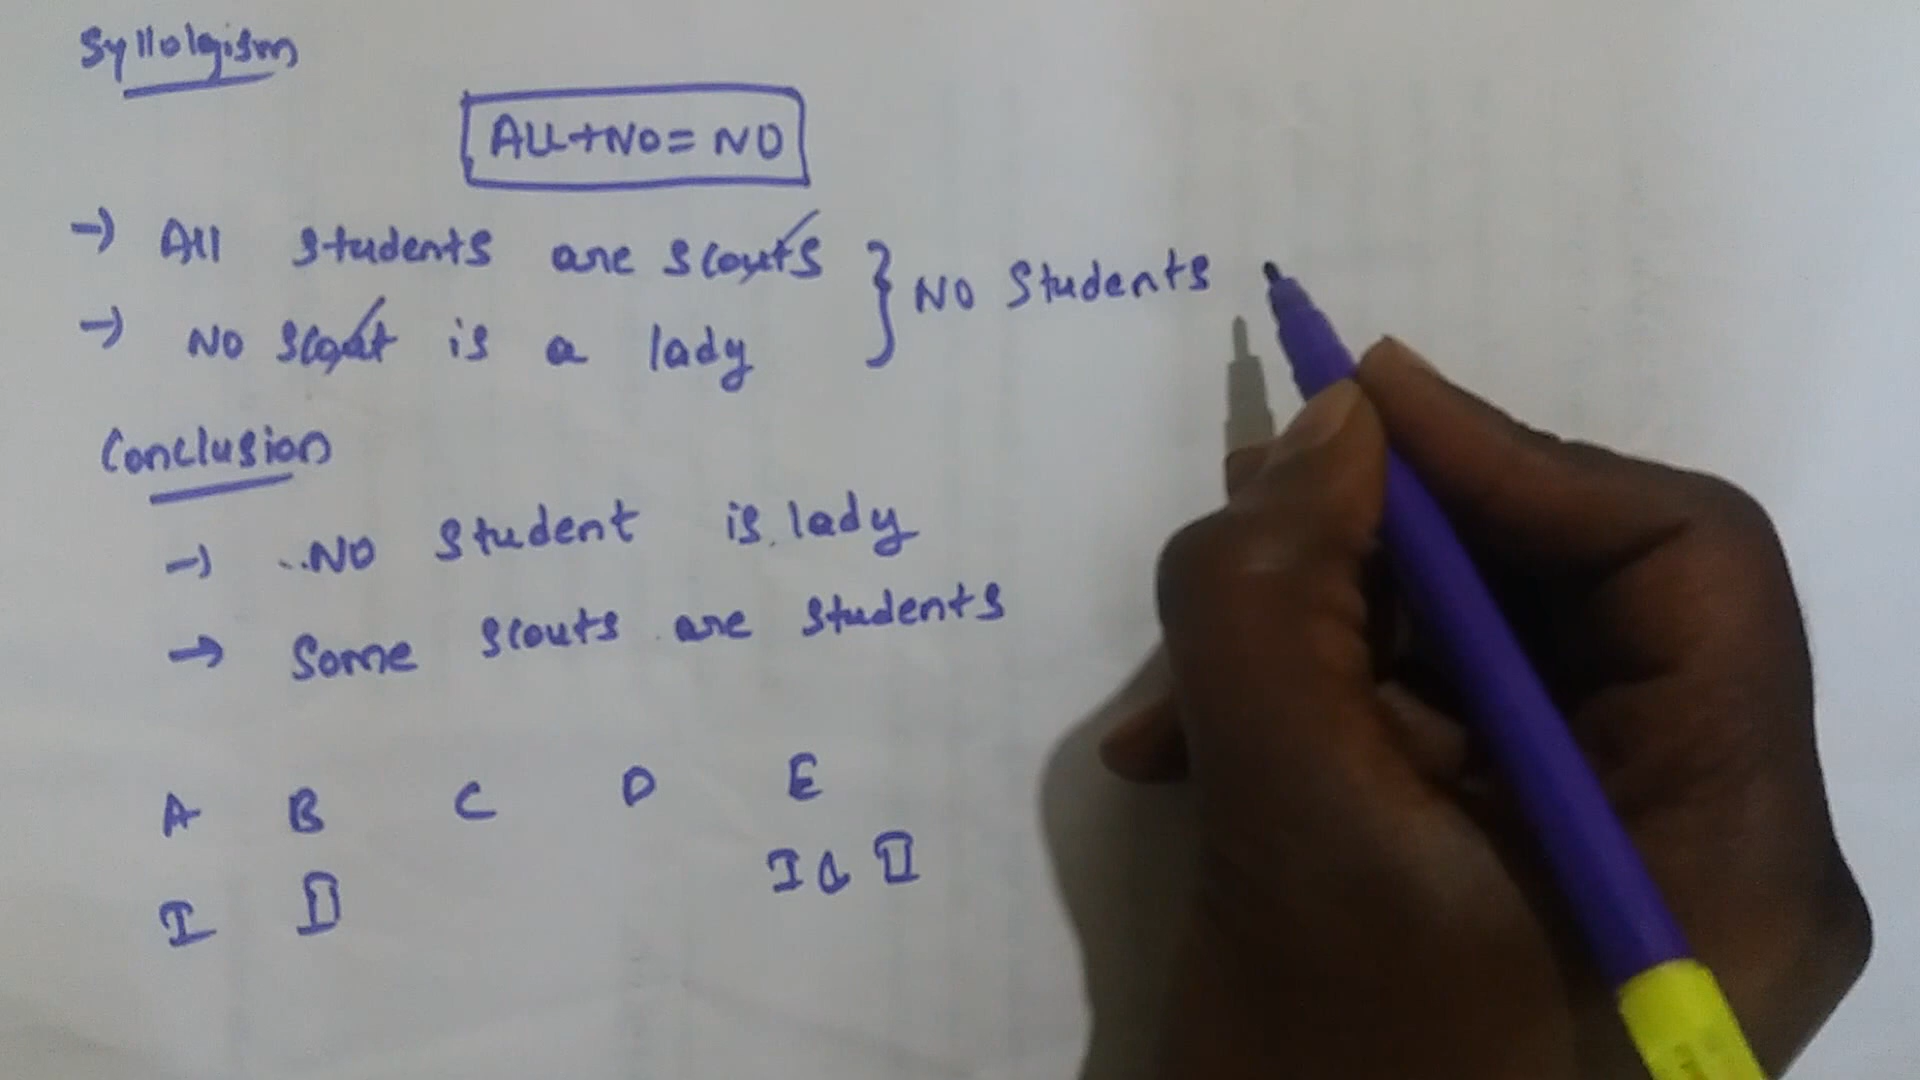 Syllolgism
ALL+NO = NO
→ All students are scouts
→ NO scout is a lady
} NO Students
Conclusion
→ ..NO student is lady
→ Some scouts are students
A B C D E
I II I & II